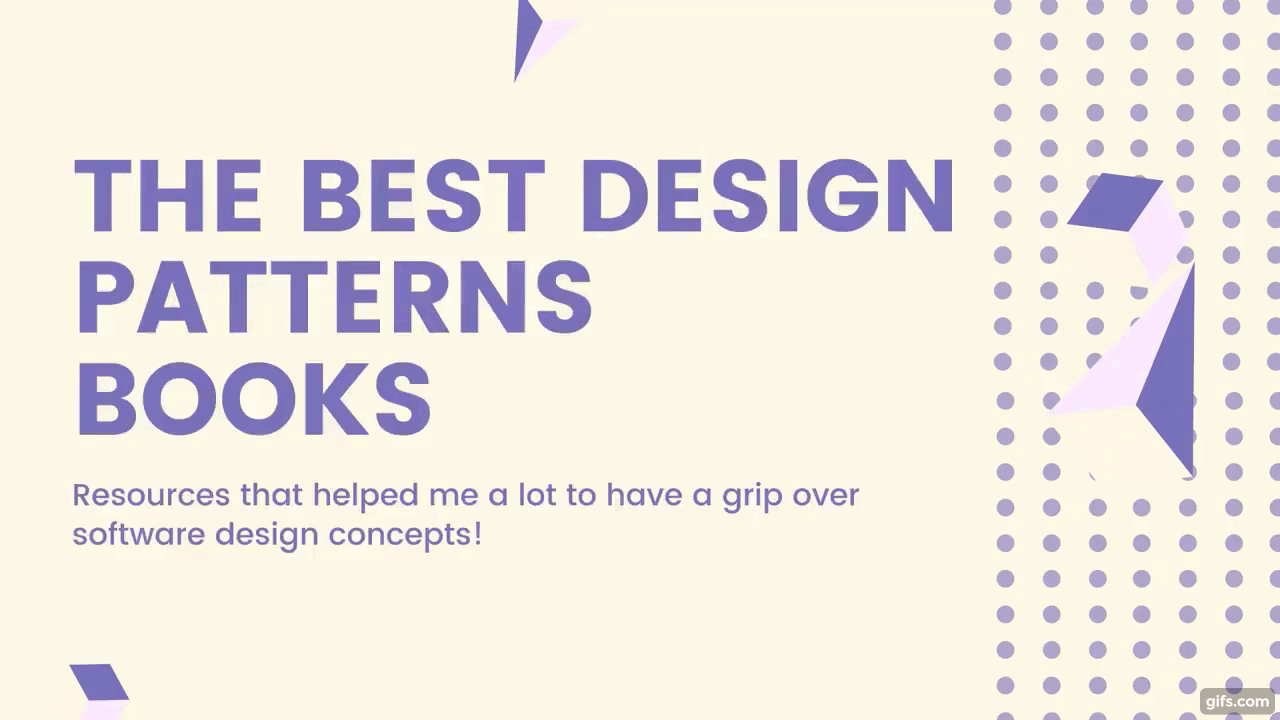 THE BEST DESIGN
PATTERNS
BOOKS
Resources that helped me a lot to have a grip over
software design concepts!
gifs.com